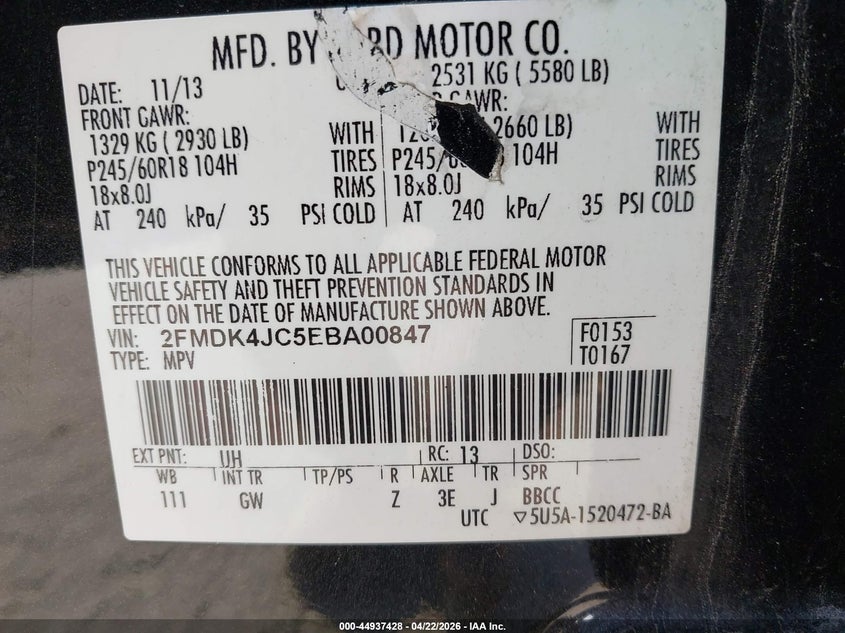 MFD. BY MOTOR CO.
DATE: 11/13
2531 KG ( 5580 LB)
FRONT GAWR:
GAWR:
1329 KG ( 2930 LB) WITH
2660 LB) WITH
P245/60R18 104H TIRES
104H TIRES
18x8.0J RIMS
18x8.0J RIMS
AT 240 kPa/ 35 PSI COLD
AT 240 kPa/ 35 PSI COLD
THIS VEHICLE CONFORMS TO ALL APPLICABLE FEDERAL MOTOR
VEHICLE SAFETY AND THEFT PREVENTION STANDARDS IN
EFFECT ON THE DATE OF MANUFACTURE SHOWN ABOVE.
VIN: 2FMDK4JC5EBA00847 F0153
TYPE: MPV T0167
EXT PNT: UH RC: 13 DSO:
WB INT TR TP/PS R AXLE TR SPR
111 GW Z 3E J BBCC
UTC ▽5U5A-1520472-BA
000-44937428 - 04/22/2026 - IAA Inc.